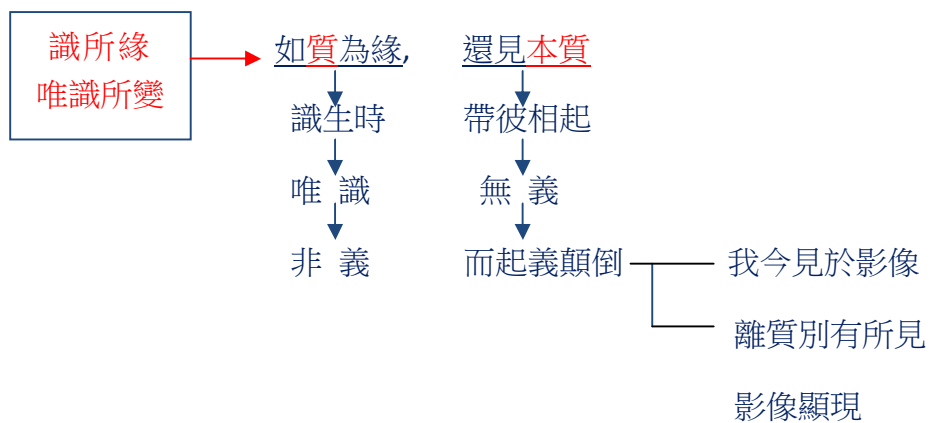 識所緣
唯識所變
如質為緣, 還見本質
識生時 帶彼相起
唯 識 無 義
非 義 而起義顛倒 我今見於影像
離質別有所見
影像顯現